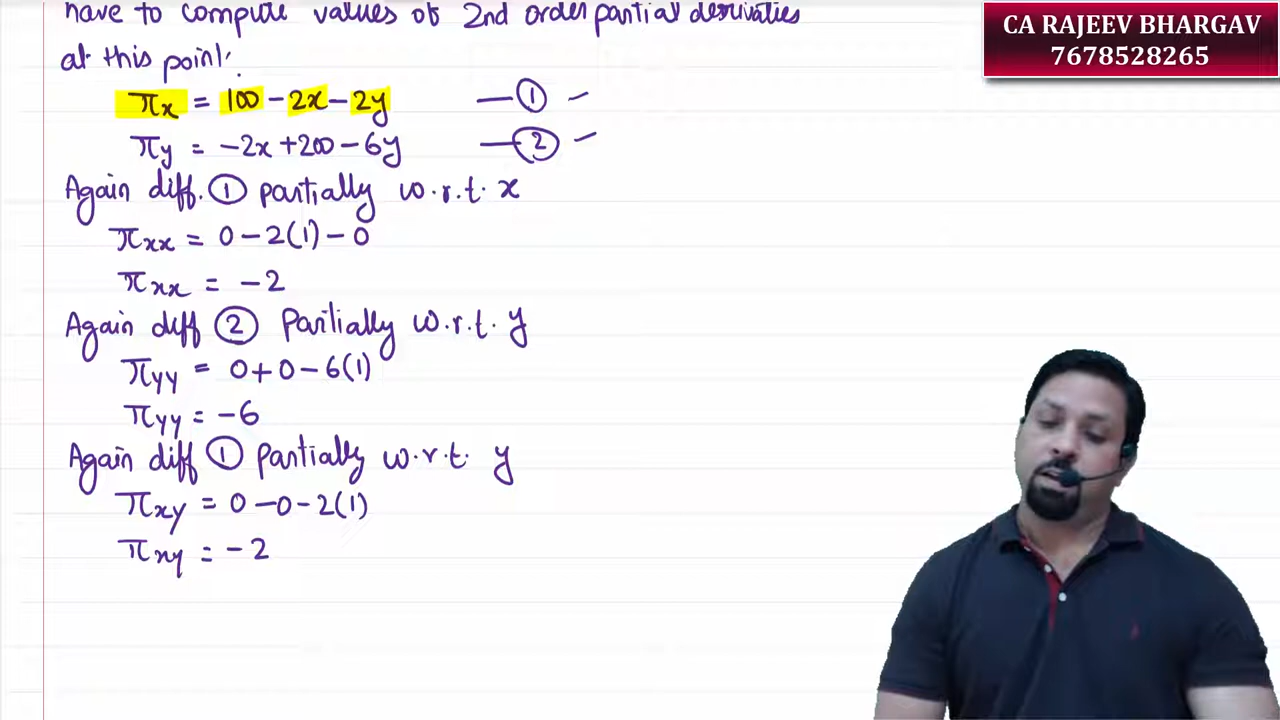 have to compute values of 2nd order partial derivaties
at this point.
πx = 100 - 2x - 2y —①
πy = -2x + 200 - 6y —②
Again diff. ① partially w.r.t. x
πxx = 0 - 2(1) - 0
πxx = -2
Again diff ② Partially w.r.t. y
πyy = 0 + 0 - 6(1)
πyy = -6
Again diff ① partially w.r.t. y
πxy = 0 - 0 - 2(1)
πxy = -2
CA RAJEEV BHARGAV
7678528265